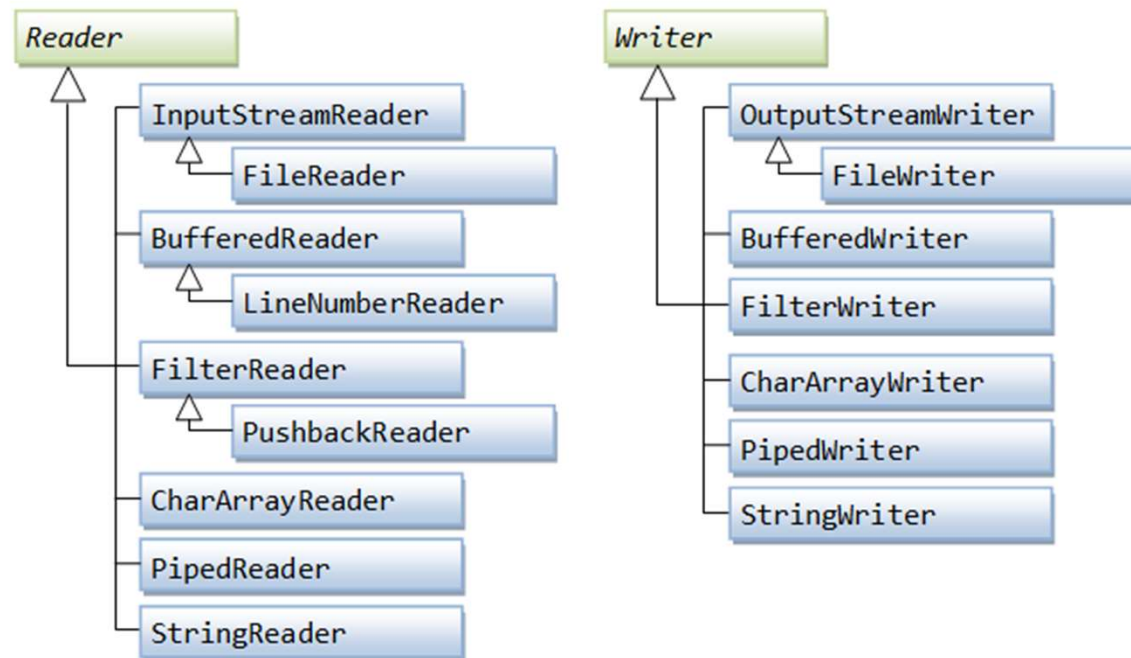 Reader
InputStreamReader
FileReader
BufferedReader
LineNumberReader
FilterReader
PushbackReader
CharArrayReader
PipedReader
StringReader
Writer
OutputStreamWriter
FileWriter
BufferedWriter
FilterWriter
CharArrayWriter
PipedWriter
StringWriter